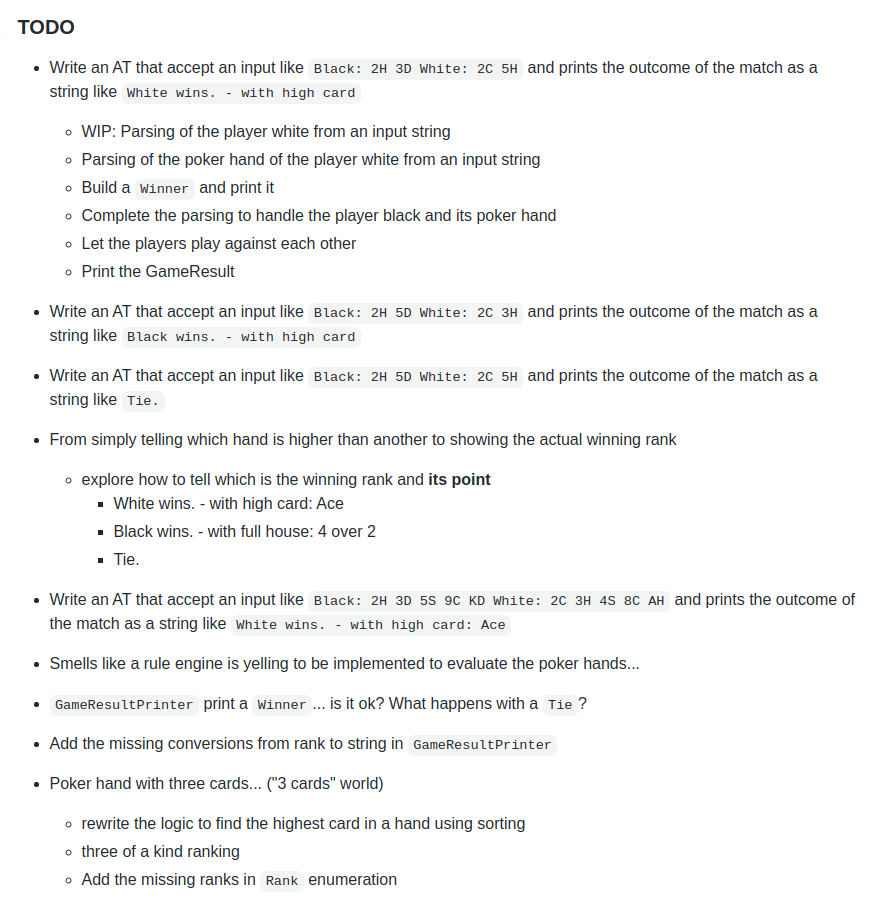 TODO
Write an AT that accept an input like Black: 2H 3D White: 2C 5H and prints the outcome of the match as a
string like White wins. - with high card
WIP: Parsing of the player white from an input string
Parsing of the poker hand of the player white from an input string
Build a Winner and print it
Complete the parsing to handle the player black and its poker hand
Let the players play against each other
Print the GameResult
Write an AT that accept an input like Black: 2H 5D White: 2C 3H and prints the outcome of the match as a
string like Black wins. - with high card
Write an AT that accept an input like Black: 2H 5D White: 2C 5H and prints the outcome of the match as a
string like Tie.
From simply telling which hand is higher than another to showing the actual winning rank
explore how to tell which is the winning rank and its point
White wins. - with high card: Ace
Black wins. - with full house: 4 over 2
Tie.
Write an AT that accept an input like Black: 2H 3D 5S 9C KD White: 2C 3H 4S 8C AH and prints the outcome of
the match as a string like White wins. - with high card: Ace
Smells like a rule engine is yelling to be implemented to evaluate the poker hands...
GameResultPrinter print a Winner... is it ok? What happens with a Tie?
Add the missing conversions from rank to string in GameResultPrinter
Poker hand with three cards... ("3 cards" world)
rewrite the logic to find the highest card in a hand using sorting
three of a kind ranking
Add the missing ranks in Rank enumeration